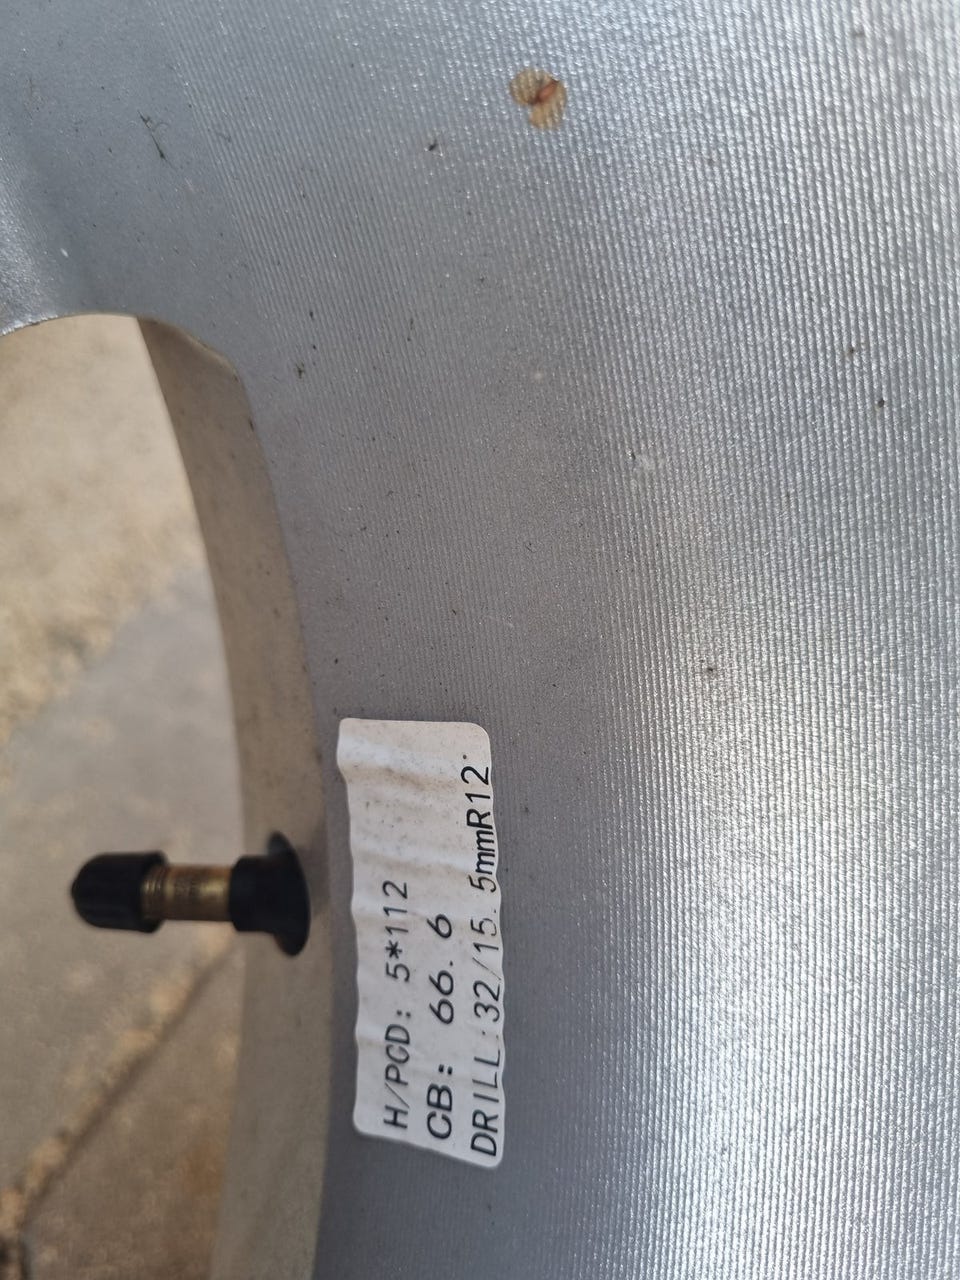 H/PCD: 5*112
CB: 66.6
DRILL:32/15.5mmR12